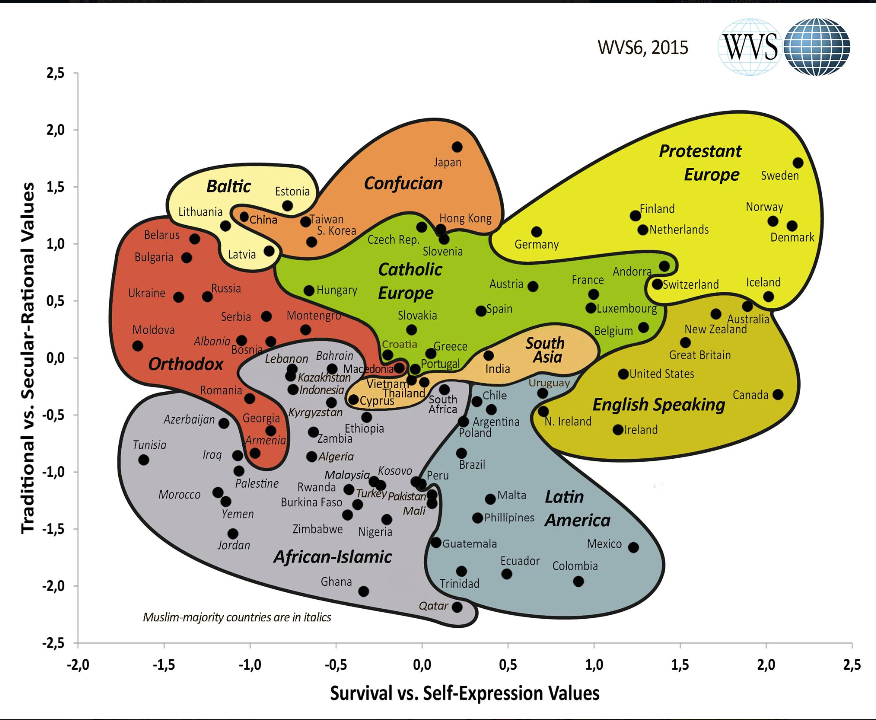 WVS6, 2015
WVS
Traditional vs. Secular-Rational Values
2,5
2,0
1,5
1,0
0,5
0,0
-0,5
-1,0
-1,5
-2,0
-2,5
Protestant
Europe
Sweden
Norway
Denmark
Finland
Netherlands
Germany
Andorra
Switzerland
Iceland
Confucian
Japan
Hong Kong
Taiwan
S. Korea
China
Baltic
Estonia
Lithuania
Latvia
Catholic
Europe
Czech Rep.
Slovenia
Hungary
Austria
France
Luxembourg
Spain
Belgium
Slovakia
Greece
Croatia
Portugal
Orthodox
Belarus
Bulgaria
Ukraine
Russia
Serbia
Montengro
Moldova
Albania
Bosnia
Macedonia
Romania
Georgia
Armenia
South
Asia
India
Vietnam
Thailand
Cyprus
English Speaking
Australia
New Zealand
Great Britain
United States
Canada
N. Ireland
Ireland
Latin
America
Uruguay
Chile
Argentina
Poland
Brazil
Peru
Malta
Phillipines
Guatemala
Mexico
Ecuador
Colombia
Trinidad
African-Islamic
Lebanon
Bahrain
Kazakhstan
Indonesia
Kyrgyzstan
South
Africa
Ethiopia
Zambia
Algeria
Azerbaijan
Tunisia
Iraq
Palestine
Morocco
Yemen
Jordan
Malaysia
Kosovo
Rwanda
Turkey
Pakistan
Burkina Faso
Mali
Zimbabwe
Nigeria
Ghana
Qatar
Muslim-majority countries are in italics
-2,0
-1,5
-1,0
-0,5
0,0
0,5
1,0
1,5
2,0
2,5
Survival vs. Self-Expression Values